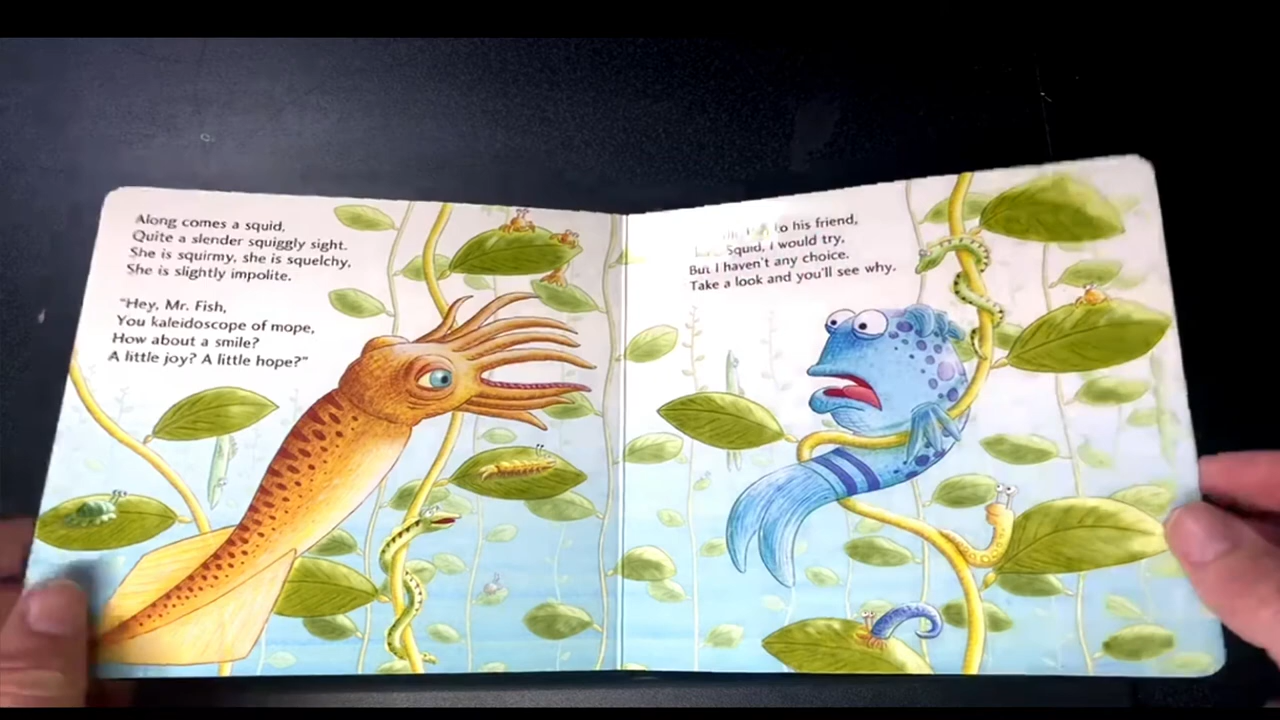 Along comes a squid,
Quite a slender squiggly sight.
She is squirmy, she is squelchy,
She is slightly impolite.
"Hey, Mr. Fish,
You kaleidoscope of mope,
How about a smile?
A little joy? A little hope?"
to his friend,
Squid, I would try,
But I haven't any choice.
Take a look and you'll see why.